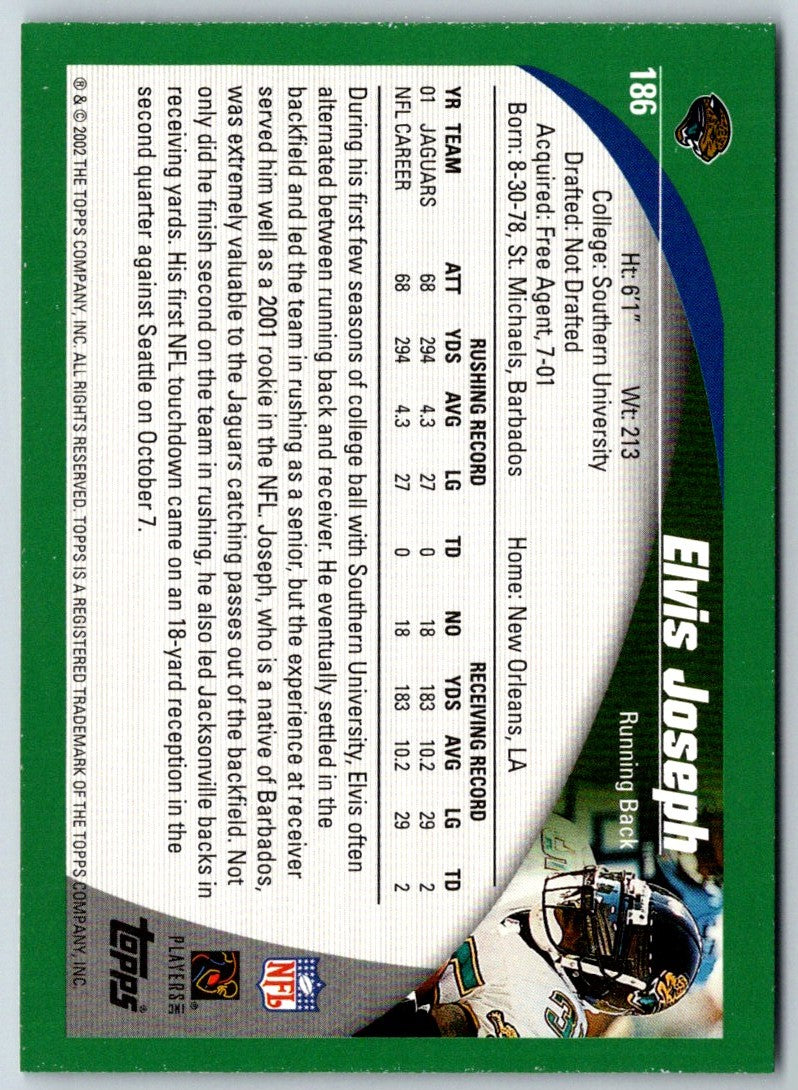 186
Elvis Joseph
Running Back
Ht: 6'1" Wt: 213
College: Southern University
Drafted: Not Drafted
Acquired: Free Agent, 7-01
Born: 8-30-78, St. Michaels, Barbados Home: New Orleans, LA
RUSHING RECORD RECEIVING RECORD
YR TEAM ATT YDS AVG LG TD NO YDS AVG LG TD
01 JAGUARS 68 294 4.3 27 0 18 183 10.2 29 2
NFL CAREER 68 294 4.3 27 0 18 183 10.2 29 2
During his first few seasons of college ball with Southern University, Elvis often
alternated between running back and receiver. He eventually settled in the
backfield and led the team in rushing as a senior, but the experience at receiver
served him well as a 2001 rookie in the NFL. Joseph, who is a native of Barbados,
was extremely valuable to the Jaguars catching passes out of the backfield. Not
only did he finish second on the team in rushing, he also led Jacksonville backs in
receiving yards. His first NFL touchdown came on an 18-yard reception in the
second quarter against Seattle on October 7.
NFL
PLAYERS INC
topps®
® & © 2002 THE TOPPS COMPANY, INC. ALL RIGHTS RESERVED. TOPPS IS A REGISTERED TRADEMARK OF THE TOPPS COMPANY, INC.